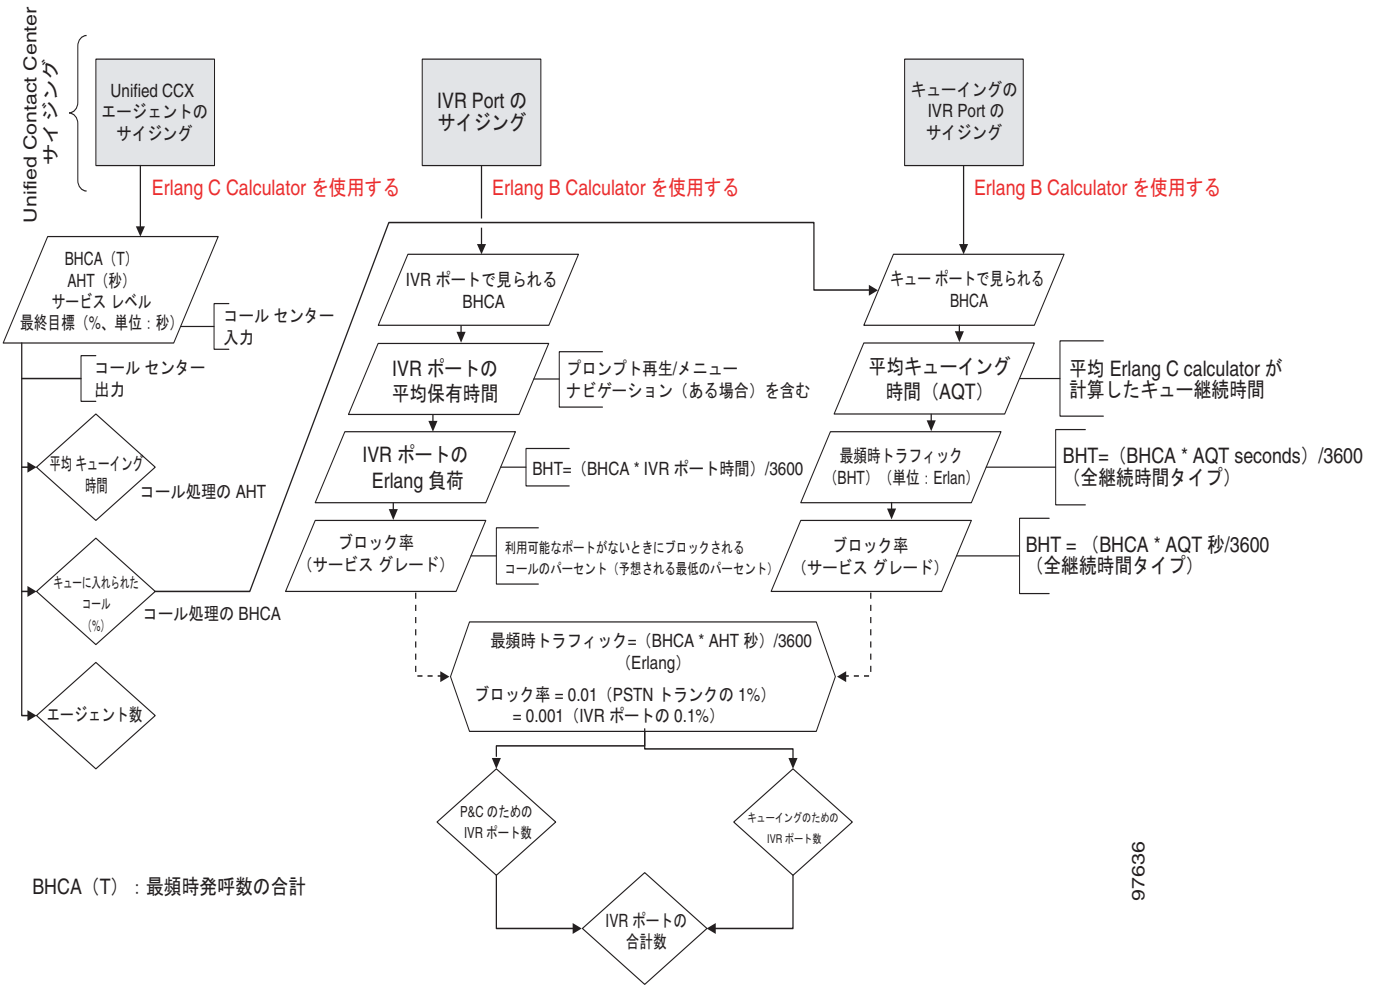 Unified Contact Center
サイジング
Unified CCX
エージェントの
サイジング
IVR Port の
サイジング
キューイングの
IVR Port の
サイジング
Erlang C Calculator を使用する
Erlang B Calculator を使用する
Erlang B Calculator を使用する
BHCA（T）
AHT（秒）
サービス レベル
最終目標（%、単位：秒）
コール センター
入力
コール センター
出力
平均 キューイング
時間
コール処理の AHT
キューに入れられた
コール
（%）
コール処理の BHCA
エージェント数
IVR ポートで見られる
BHCA
IVR ポートの
平均保有時間
プロンプト再生/メニュー
ナビゲーション（ある場合）を含む
IVR ポートの
Erlang 負荷
BHT=（BHCA * IVR ポート時間）/3600
ブロック率
（サービス グレード）
利用可能なポートがないときにブロックされる
コールのパーセント（予想される最低のパーセント）
キュー ポートで見られる
BHCA
平均キューイング
時間（AQT）
平均 Erlang C calculator が
計算したキュー継続時間
最頻時トラフィック
（BHT）（単位：Erlan）
BHT=（BHCA * AQT seconds）/3600
（全継続時間タイプ）
ブロック率
（サービス グレード）
BHT = （BHCA * AQT 秒/3600
（全継続時間タイプ）
最頻時トラフィック=（BHCA * AHT 秒）/3600
（Erlang）
ブロック率 = 0.01（PSTN トランクの 1%）
= 0.001（IVR ポートの 0.1%）
P&C のための
IVR ポート数
キューイングのための
IVR ポート数
IVR ポートの
合計数
BHCA（T）：最頻時発呼数の合計
97636